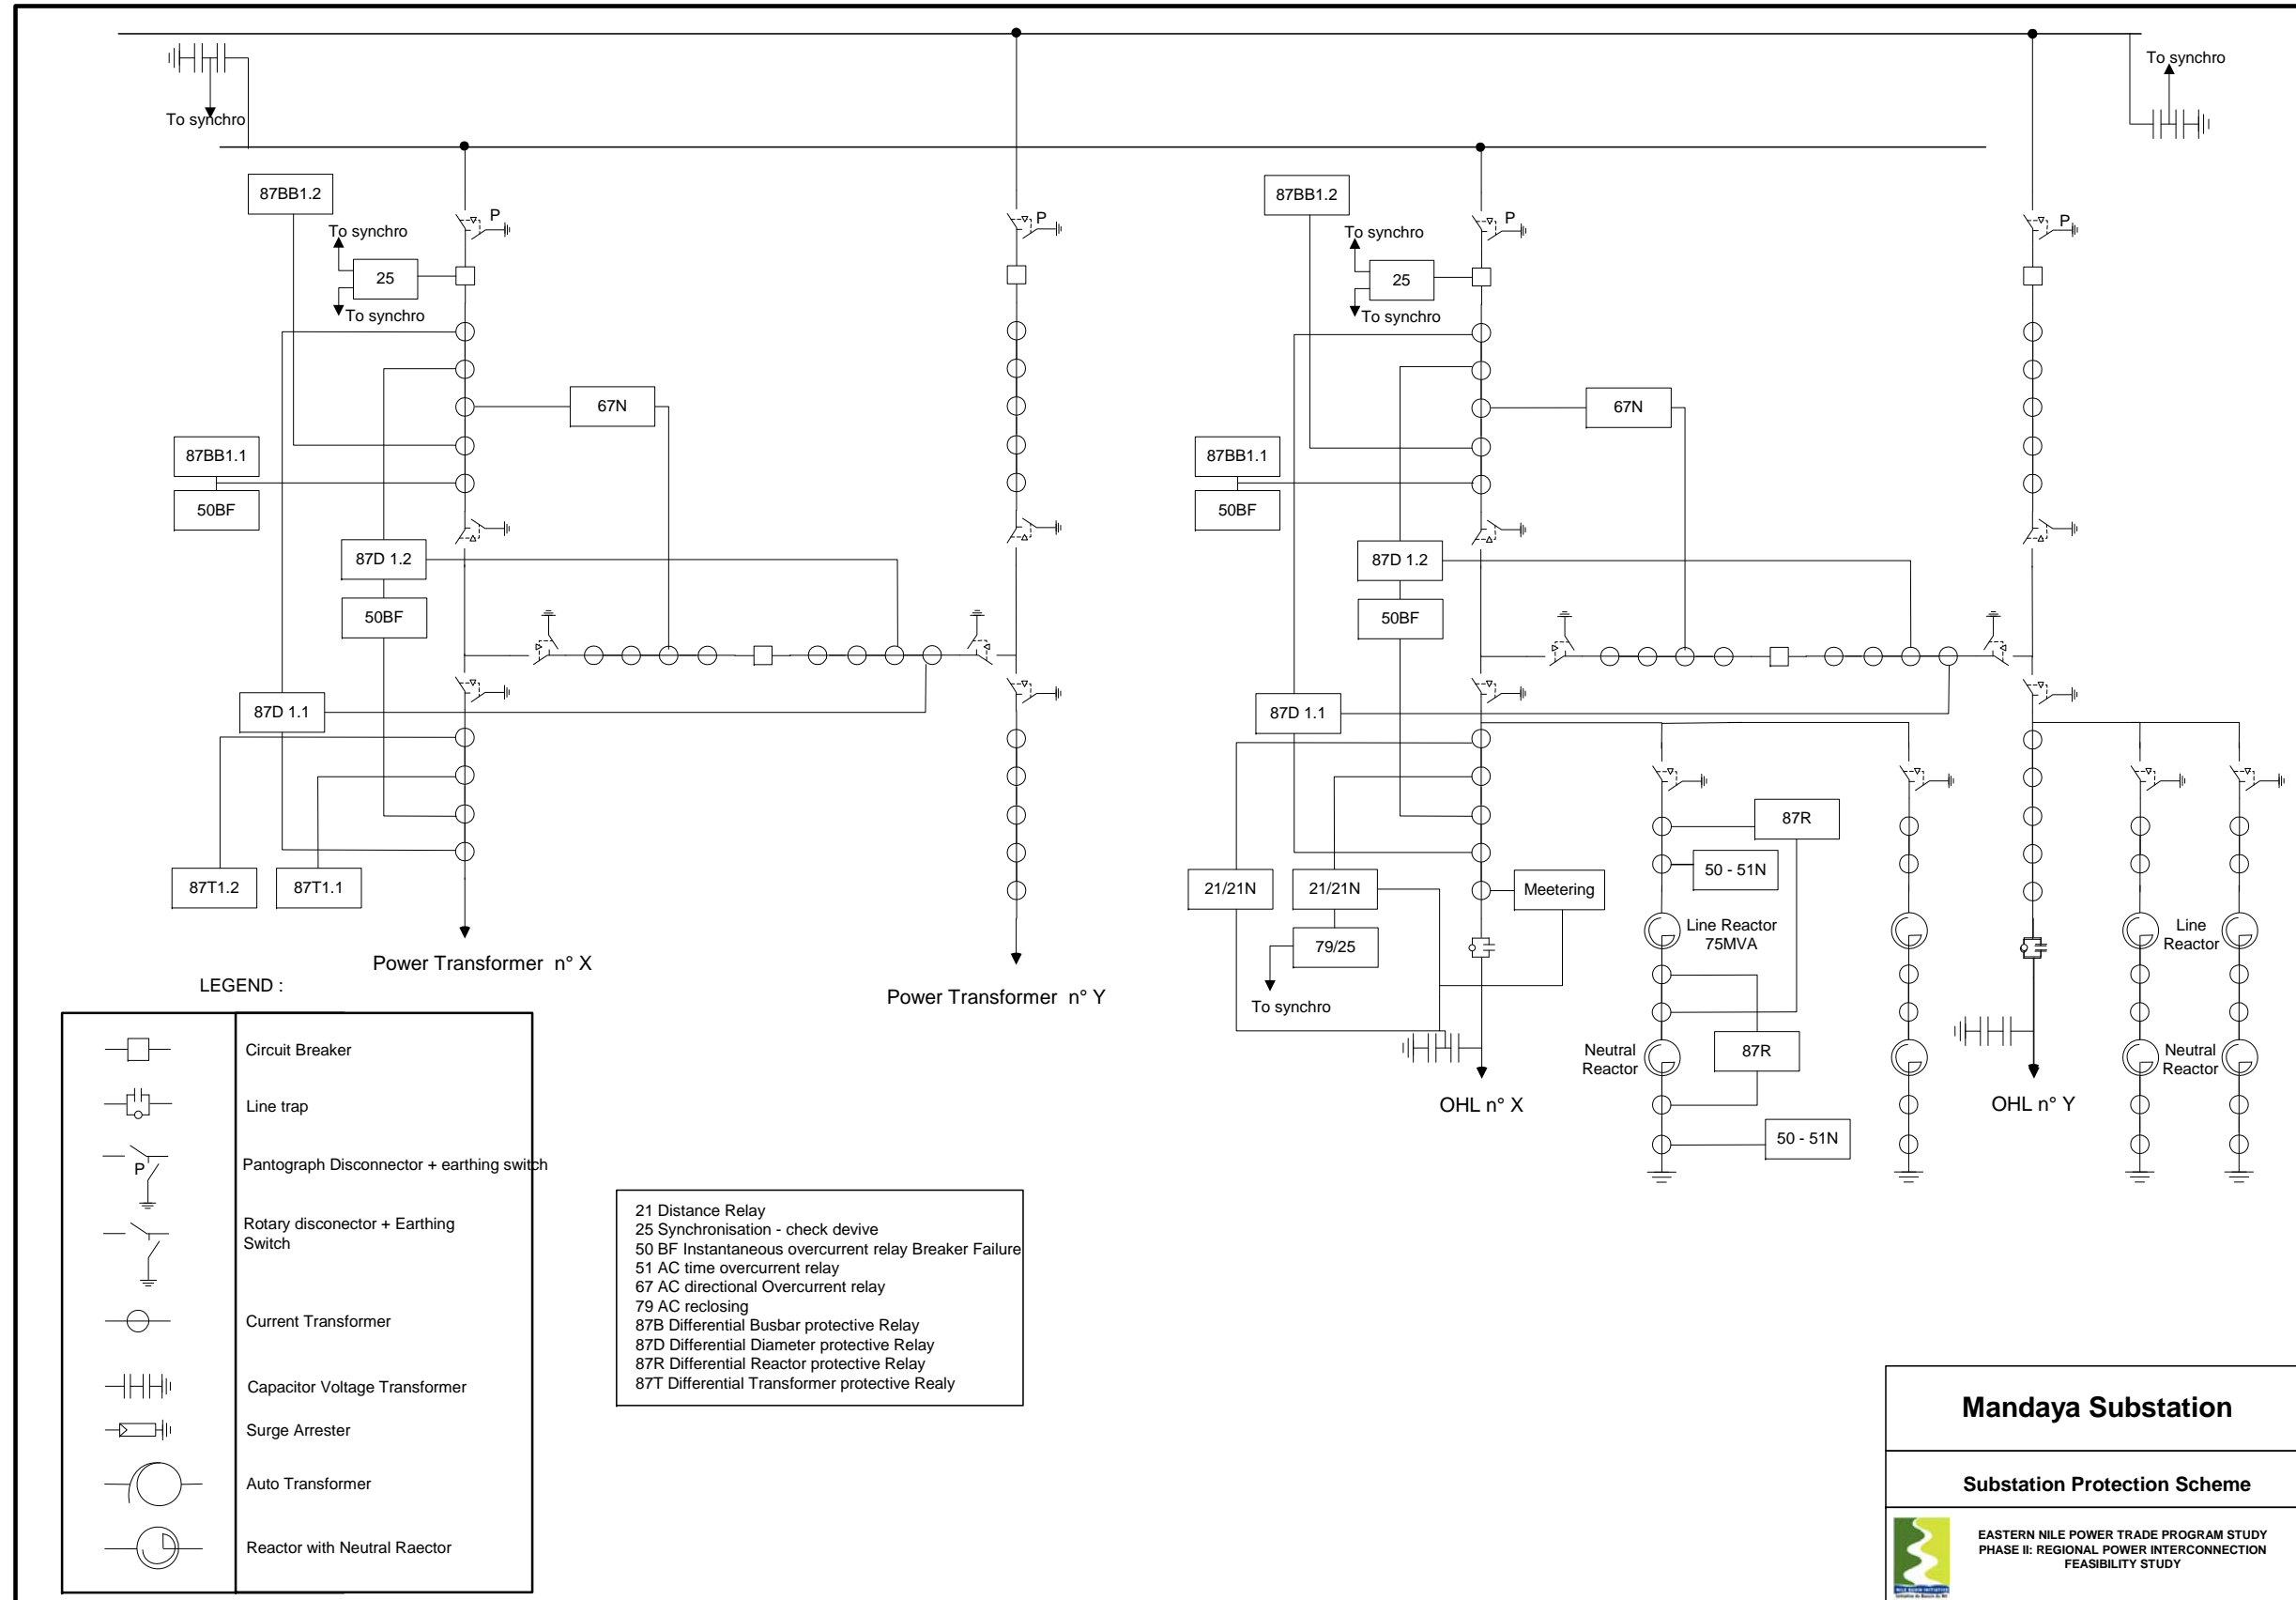 To synchro
To synchro
87BB1.2
P
P
To synchro
25
To synchro
67N
87BB1.1
50BF
87D 1.2
50BF
87D 1.1
87T1.2
87T1.1
Power Transformer n° X
Power Transformer n° Y
87BB1.2
P
P
To synchro
25
To synchro
67N
87BB1.1
50BF
87D 1.2
50BF
87D 1.1
21/21N
21/21N
Meetering
79/25
To synchro
87R
50 - 51N
Line Reactor
75MVA
87R
Neutral
Reactor
50 - 51N
Line
Reactor
Neutral
Reactor
OHL n° X
OHL n° Y
LEGEND :
Circuit Breaker
Line trap
P
Pantograph Disconnector + earthing switch
Rotary disconector + Earthing
Switch
Current Transformer
Capacitor Voltage Transformer
Surge Arrester
Auto Transformer
Reactor with Neutral Raector
21 Distance Relay
25 Synchronisation - check devive
50 BF Instantaneous overcurrent relay Breaker Failure
51 AC time overcurrent relay
67 AC directional Overcurrent relay
79 AC reclosing
87B Differential Busbar protective Relay
87D Differential Diameter protective Relay
87R Differential Reactor protective Relay
87T Differential Transformer protective Realy
Mandaya Substation
Substation Protection Scheme
EASTERN NILE POWER TRADE PROGRAM STUDY
PHASE II: REGIONAL POWER INTERCONNECTION
FEASIBILITY STUDY
NILE BASIN INITIATIVE